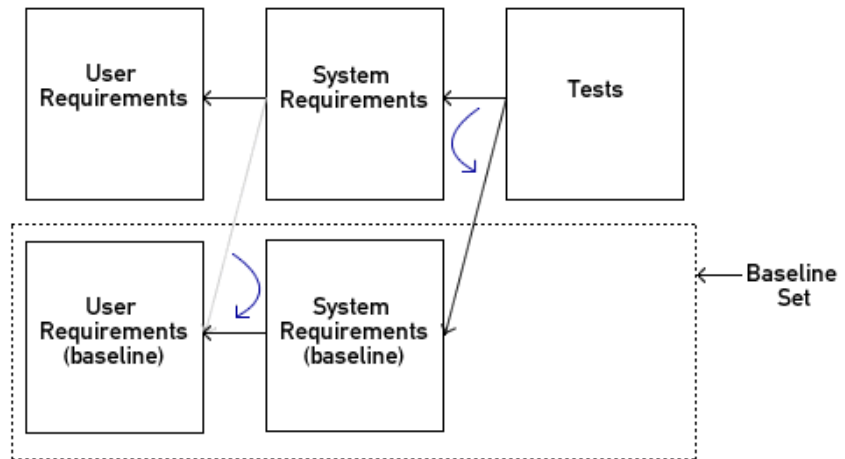 User
Requirements
System
Requirements
Tests
User
Requirements
(baseline)
System
Requirements
(baseline)
Baseline
Set